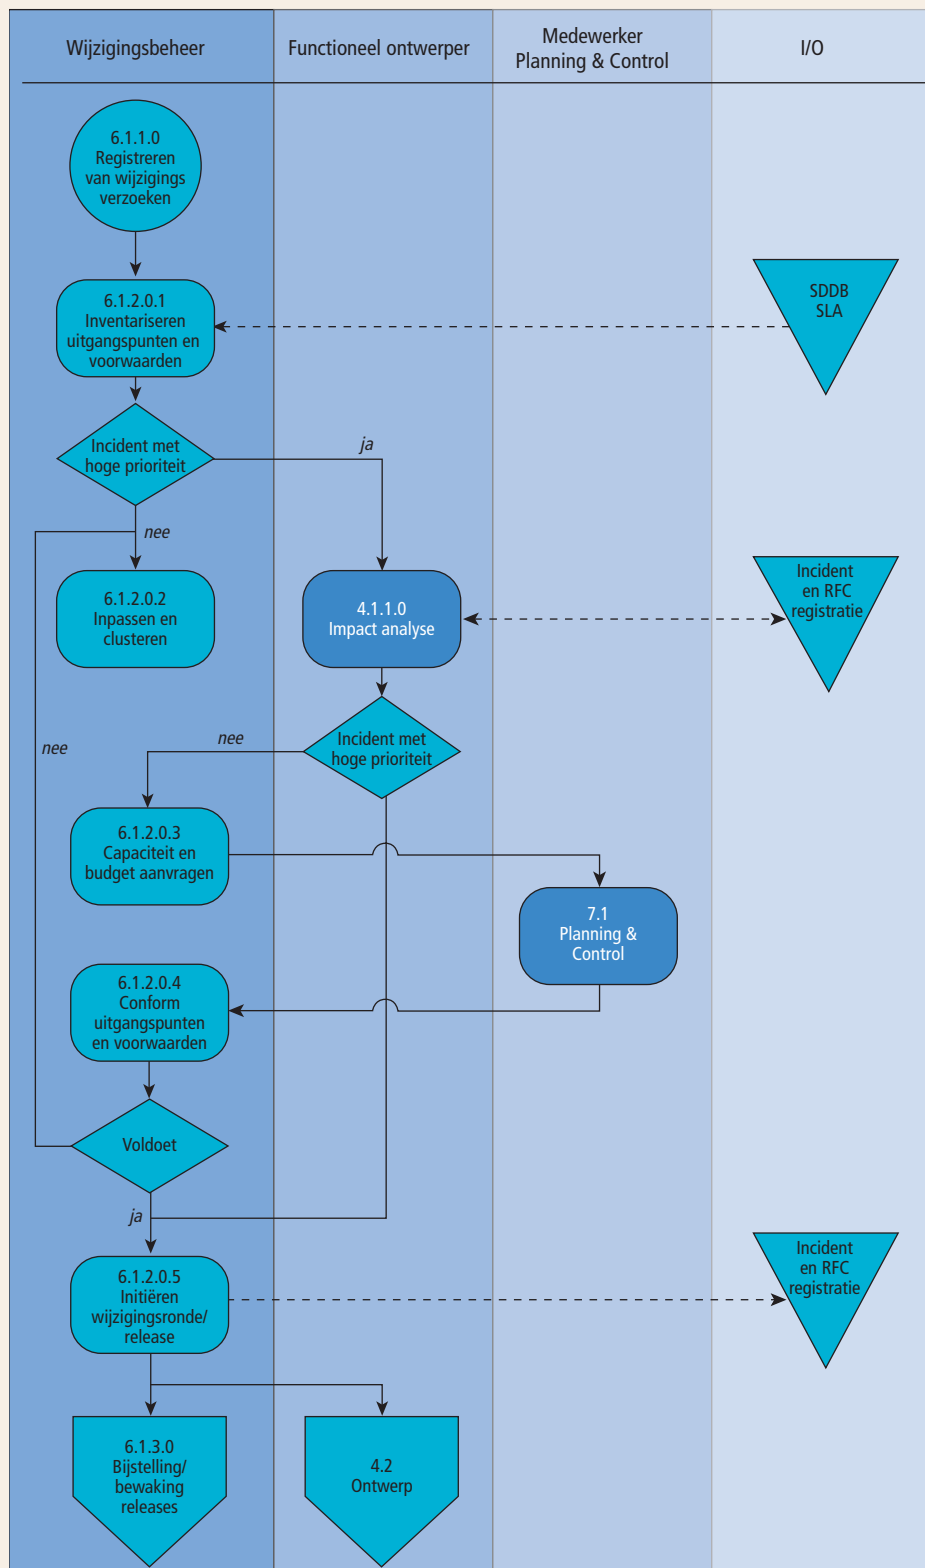 Wijzigingsbeheer
Functioneel ontwerper
Medewerker
Planning & Control
I/O
6.1.1.0
Registreren
van wijzigings
verzoeken
6.1.2.0.1
Inventariseren
uitgangspunten en
voorwaarden
SDDB
SLA
Incident met
hoge prioriteit
ja
nee
6.1.2.0.2
Inpassen en
clusteren
4.1.1.0
Impact analyse
Incident
en RFC
registratie
nee
nee
Incident met
hoge prioriteit
6.1.2.0.3
Capaciteit en
budget aanvragen
7.1
Planning &
Control
6.1.2.0.4
Conform
uitgangspunten
en voorwaarden
Voldoet
ja
6.1.2.0.5
Initiëren
wijzigingsronde/
release
Incident
en RFC
registratie
6.1.3.0
Bijstelling/
bewaking
releases
4.2
Ontwerp